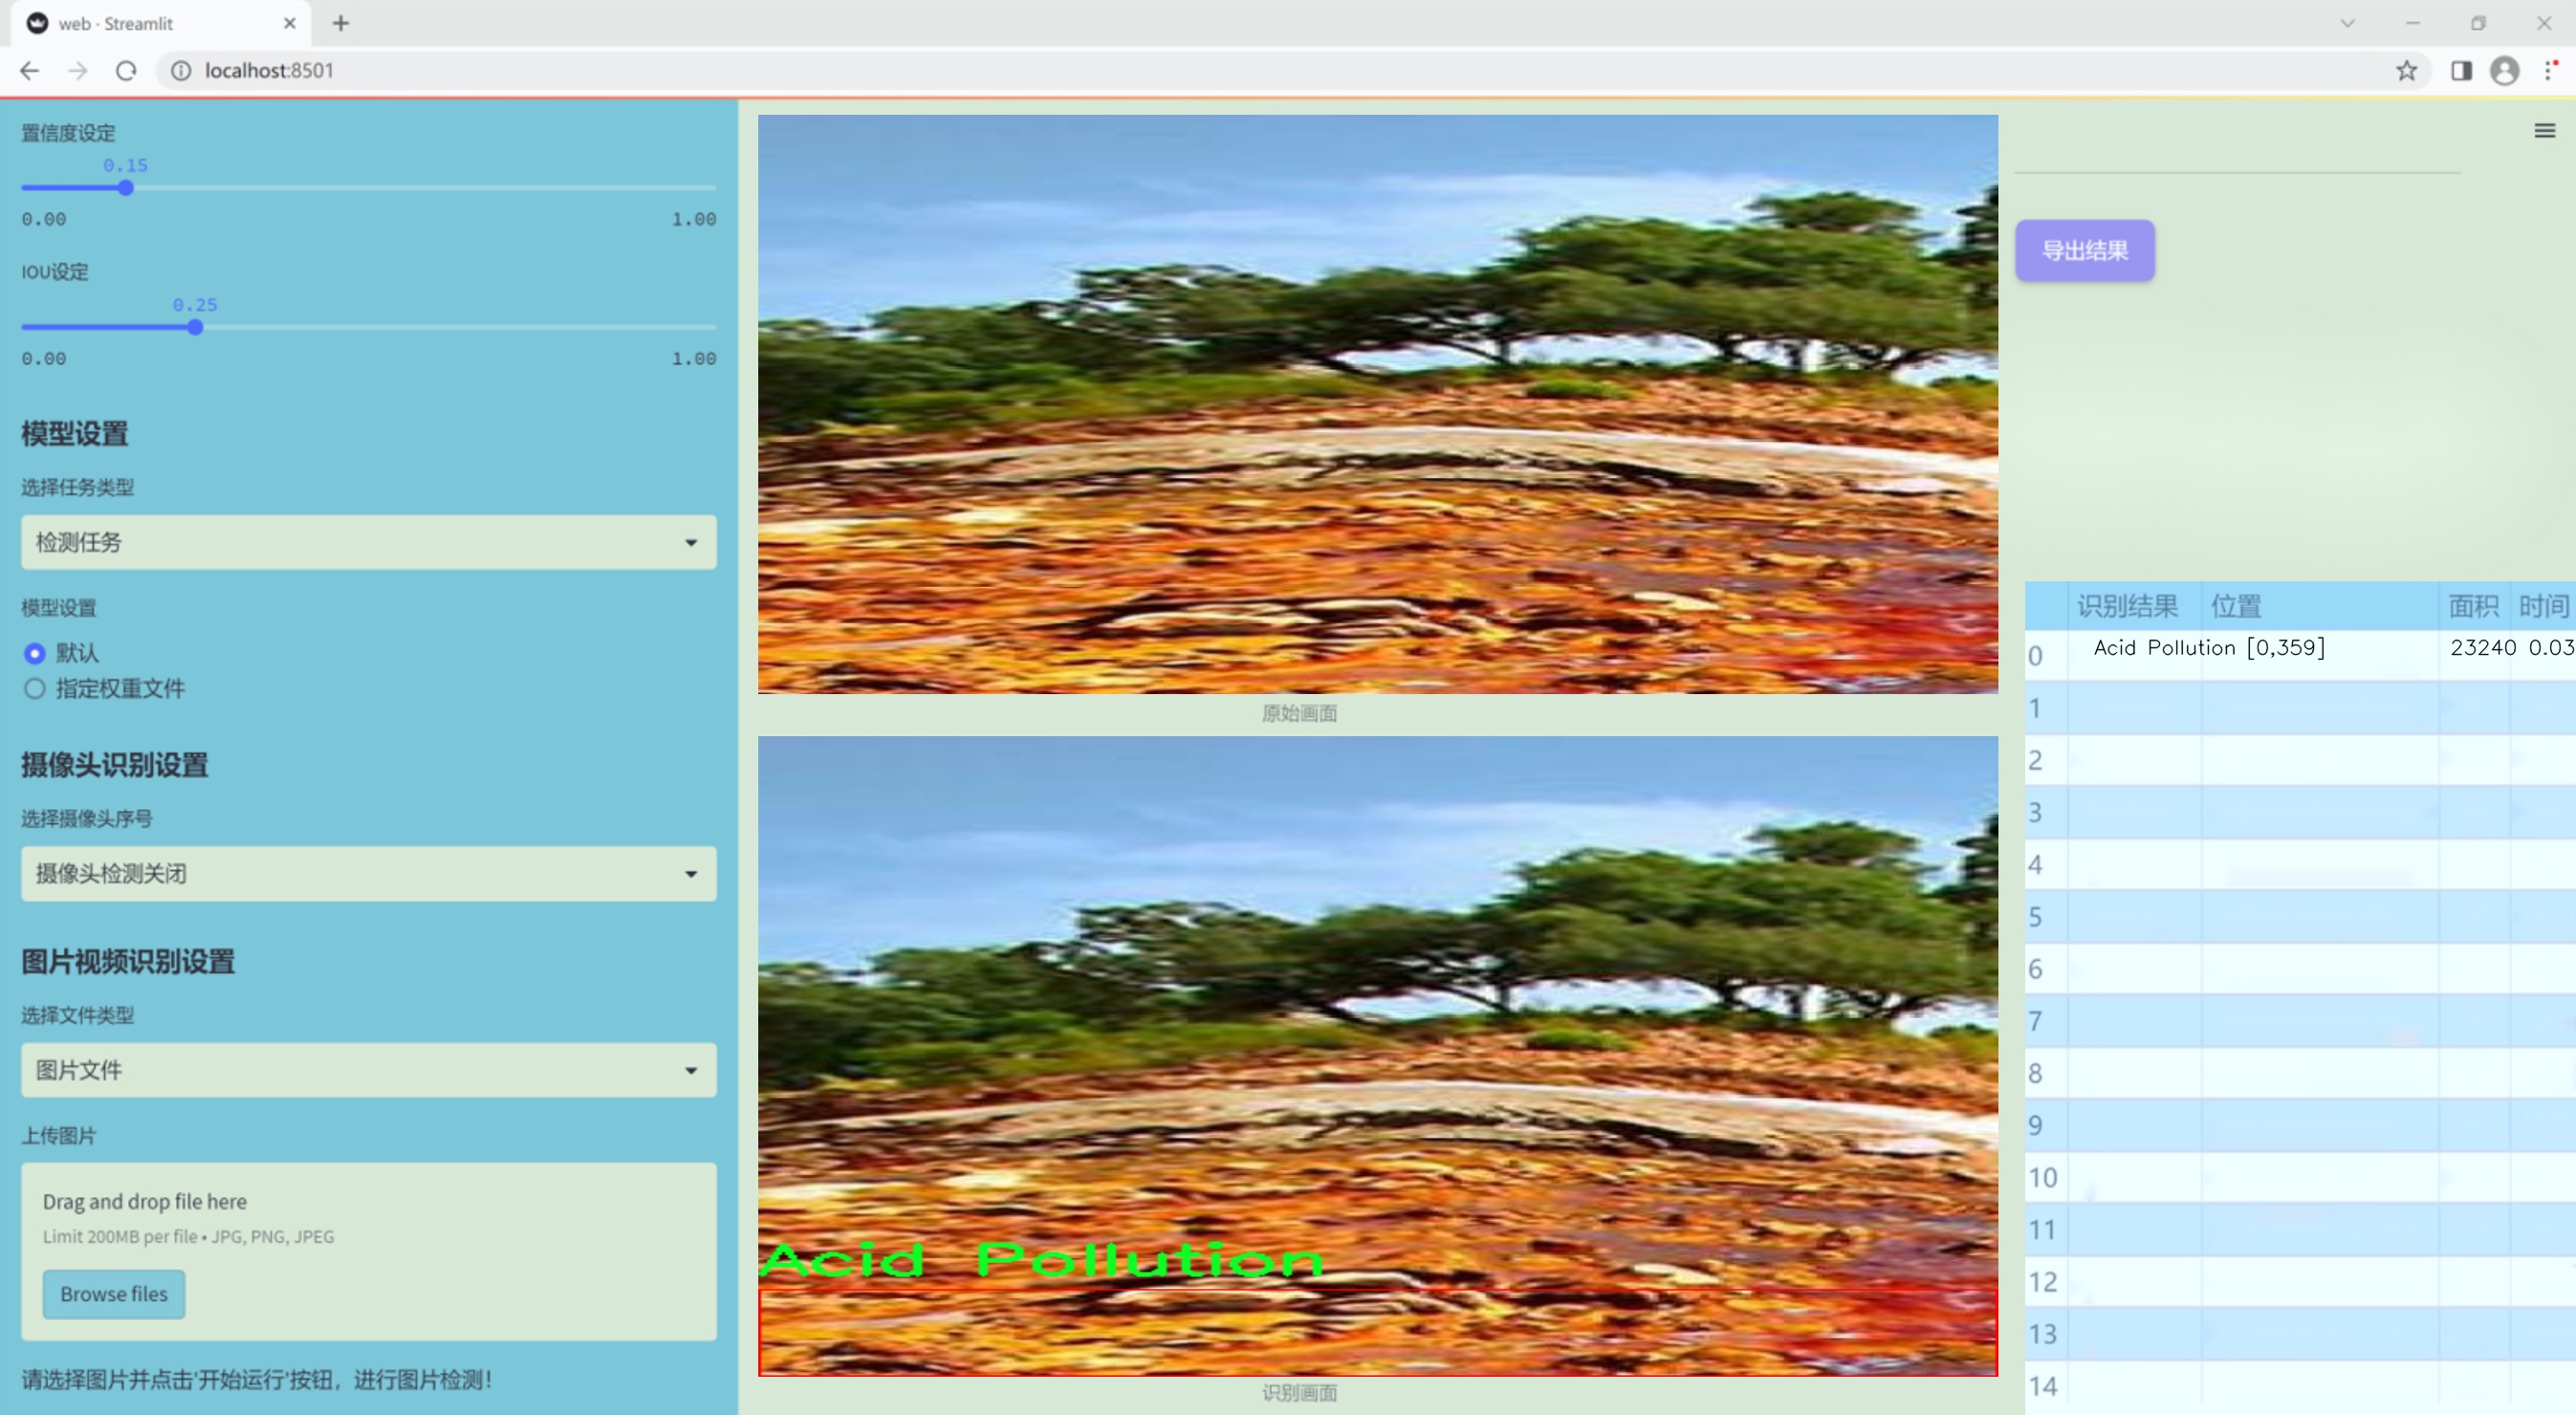 web · Streamlit
localhost:8501
置信度设定
0.15
0.00 1.00
IOU设定
0.25
0.00 1.00
模型设置
选择任务类型
检测任务
模型设置
默认
指定权重文件
摄像头识别设置
选择摄像头序号
摄像头检测关闭
图片视频识别设置
选择文件类型
图片文件
上传图片
Drag and drop file here
Limit 200MB per file • JPG, PNG, JPEG
Browse files
请选择图片并点击'开始运行'按钮，进行图片检测！
原始画面
Acid Pollution
识别画面
导出结果
识别结果 位置 面积 时间
0 Acid Pollution [0,359] 23240 0.03
1
2
3
4
5
6
7
8
9
10
11
12
13
14